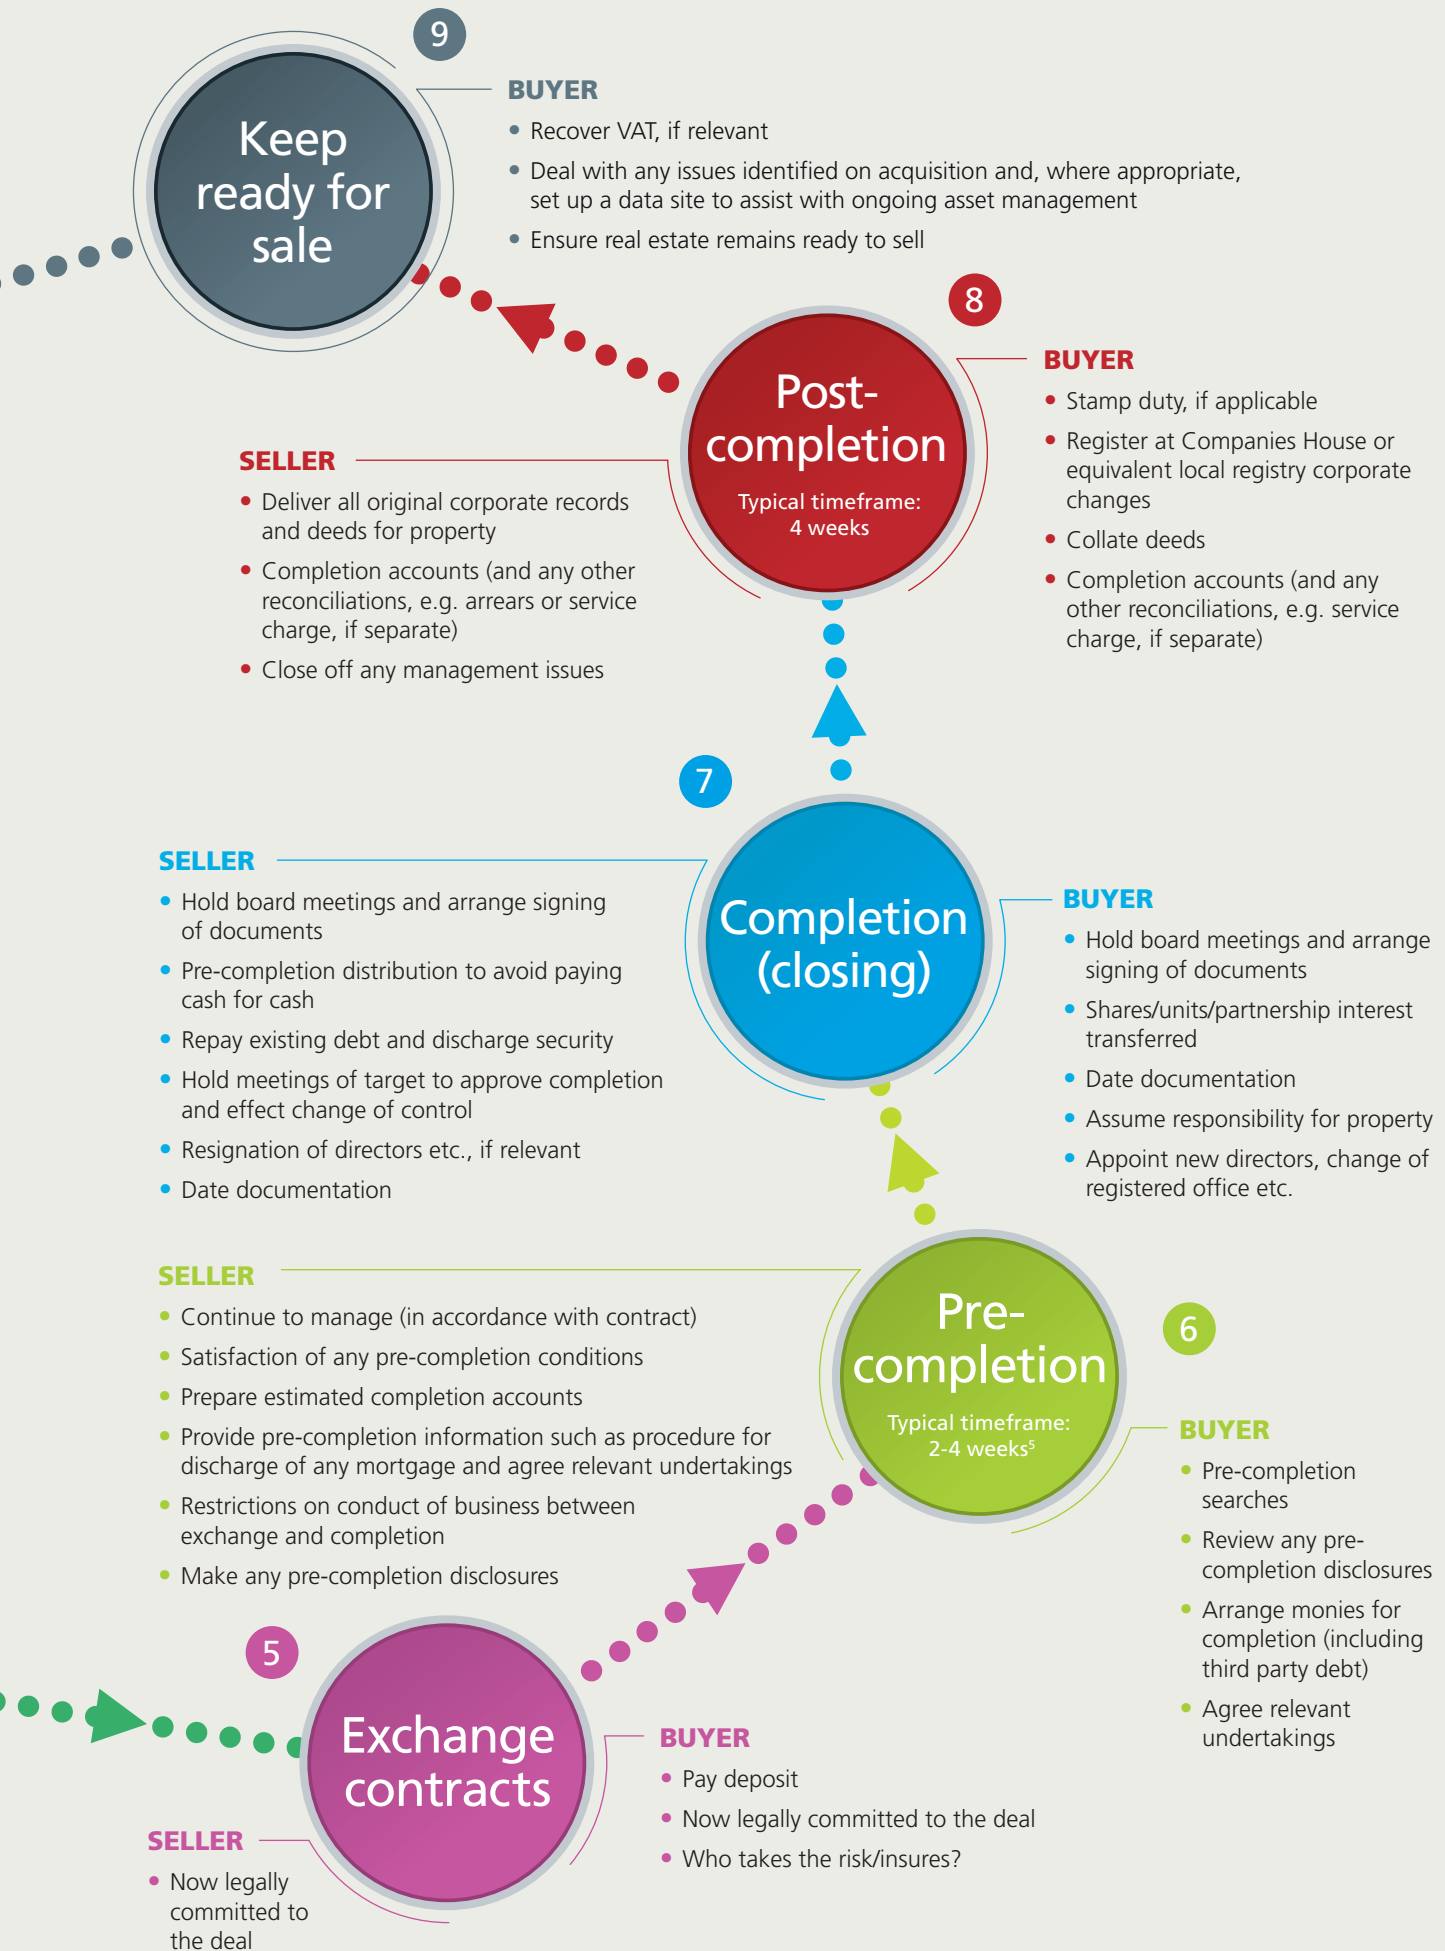 9
Keep
ready for
sale
BUYER
• Recover VAT, if relevant
• Deal with any issues identified on acquisition and, where appropriate,
set up a data site to assist with ongoing asset management
• Ensure real estate remains ready to sell
8
Post-
completion
Typical timeframe:
4 weeks
BUYER
• Stamp duty, if applicable
• Register at Companies House or
equivalent local registry corporate
changes
• Collate deeds
• Completion accounts (and any
other reconciliations, e.g. service
charge, if separate)
SELLER
• Deliver all original corporate records
and deeds for property
• Completion accounts (and any other
reconciliations, e.g. arrears or service
charge, if separate)
• Close off any management issues
7
Completion
(closing)
SELLER
• Hold board meetings and arrange signing
of documents
• Pre-completion distribution to avoid paying
cash for cash
• Repay existing debt and discharge security
• Hold meetings of target to approve completion
and effect change of control
• Resignation of directors etc., if relevant
• Date documentation
BUYER
• Hold board meetings and arrange
signing of documents
• Shares/units/partnership interest
transferred
• Date documentation
• Assume responsibility for property
• Appoint new directors, change of
registered office etc.
SELLER
• Continue to manage (in accordance with contract)
• Satisfaction of any pre-completion conditions
• Prepare estimated completion accounts
• Provide pre-completion information such as procedure for
discharge of any mortgage and agree relevant undertakings
• Restrictions on conduct of business between
exchange and completion
• Make any pre-completion disclosures
Pre-
completion
Typical timeframe:
2-4 weeks⁵
6
BUYER
• Pre-completion
searches
• Review any pre-
completion disclosures
• Arrange monies for
completion (including
third party debt)
• Agree relevant
undertakings
5
Exchange
contracts
BUYER
• Pay deposit
• Now legally committed to the deal
• Who takes the risk/insures?
SELLER
• Now legally
committed to
the deal